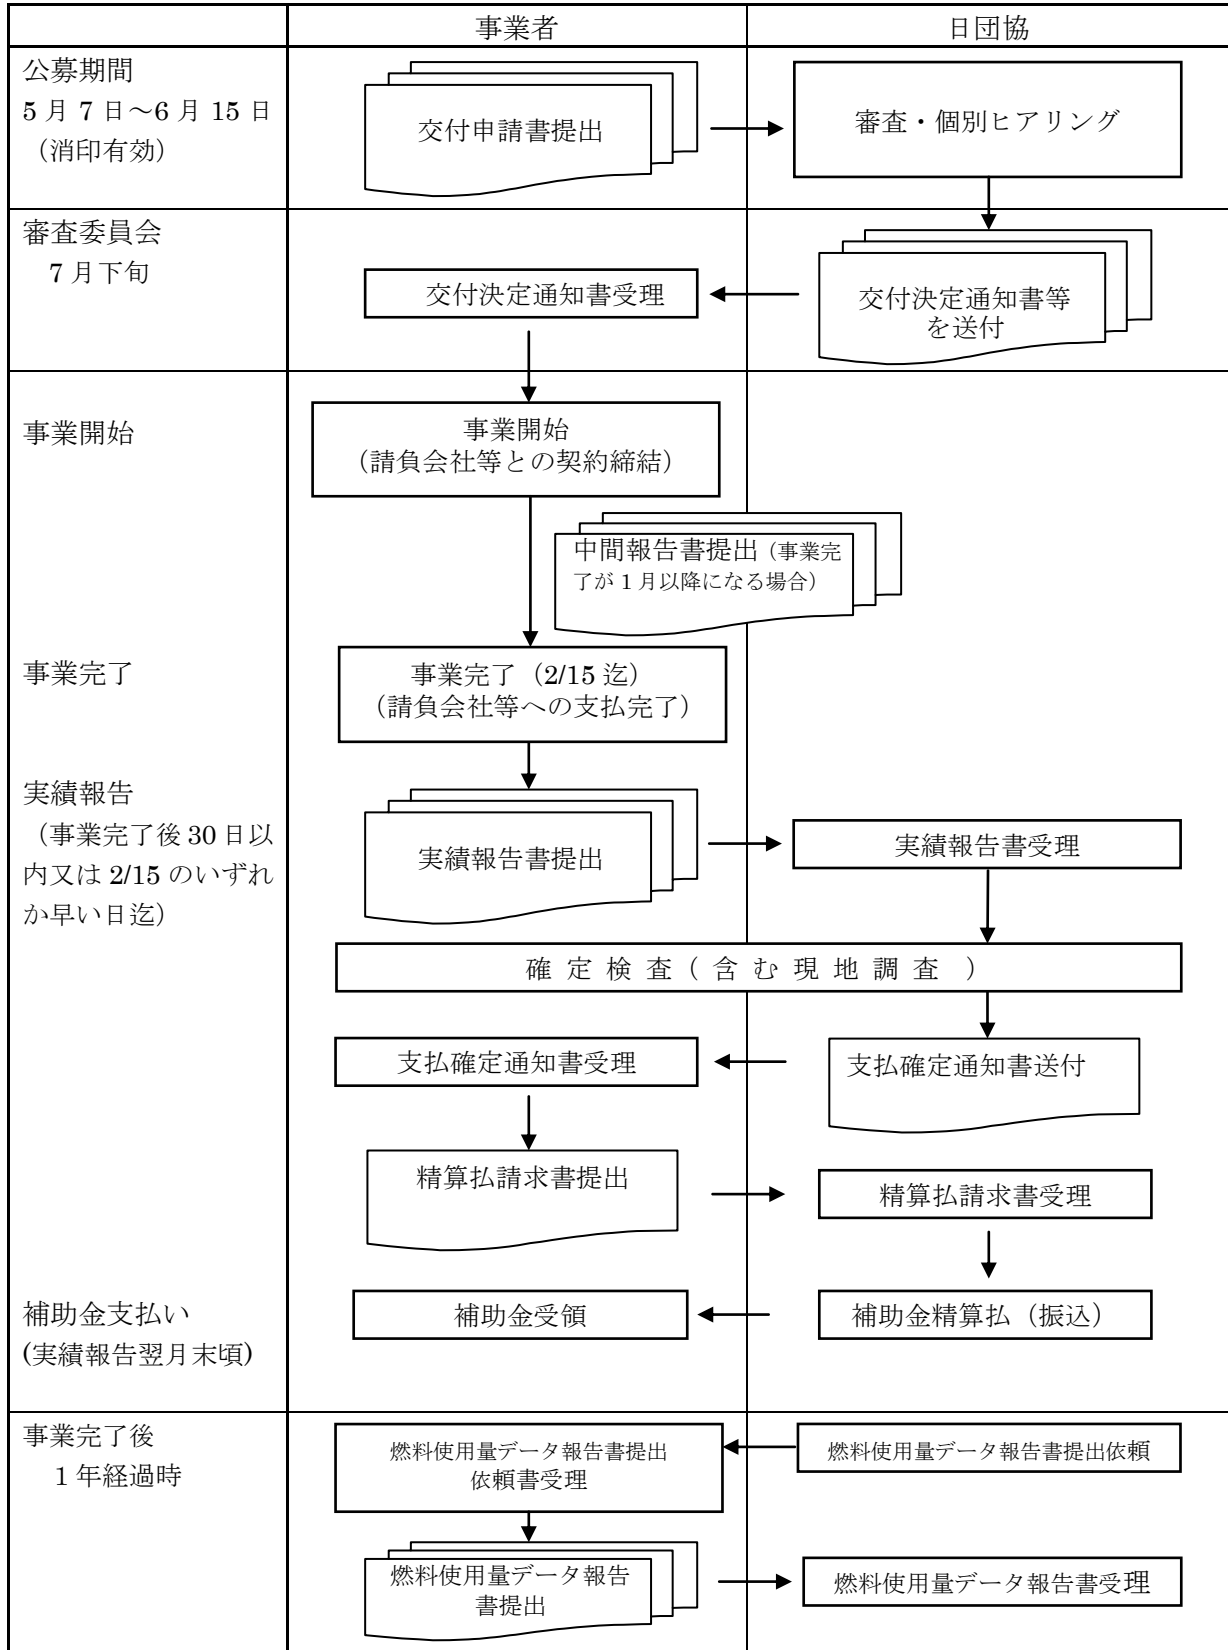 事業者
日団協
公募期間
5月7日～6月15日
（消印有効）
交付申請書提出
審査・個別ヒアリング
審査委員会
7月下旬
交付決定通知書受理
交付決定通知書等
を送付
事業開始
事業開始
（請負会社等との契約締結）
中間報告書提出（事業完
了が1月以降になる場合）
事業完了
事業完了（2/15迄）
（請負会社等への支払完了）
実績報告
（事業完了後30日以
内又は2/15のいずれ
か早い日迄）
実績報告書提出
実績報告書受理
確定検査（含む現地調査）
支払確定通知書受理
支払確定通知書送付
精算払請求書提出
精算払請求書受理
補助金支払い
(実績報告翌月末頃)
補助金受領
補助金精算払（振込）
事業完了後
1年経過時
燃料使用量データ報告書提出
依頼書受理
燃料使用量データ報告書提出依頼
燃料使用量データ報告
書提出
燃料使用量データ報告書受理